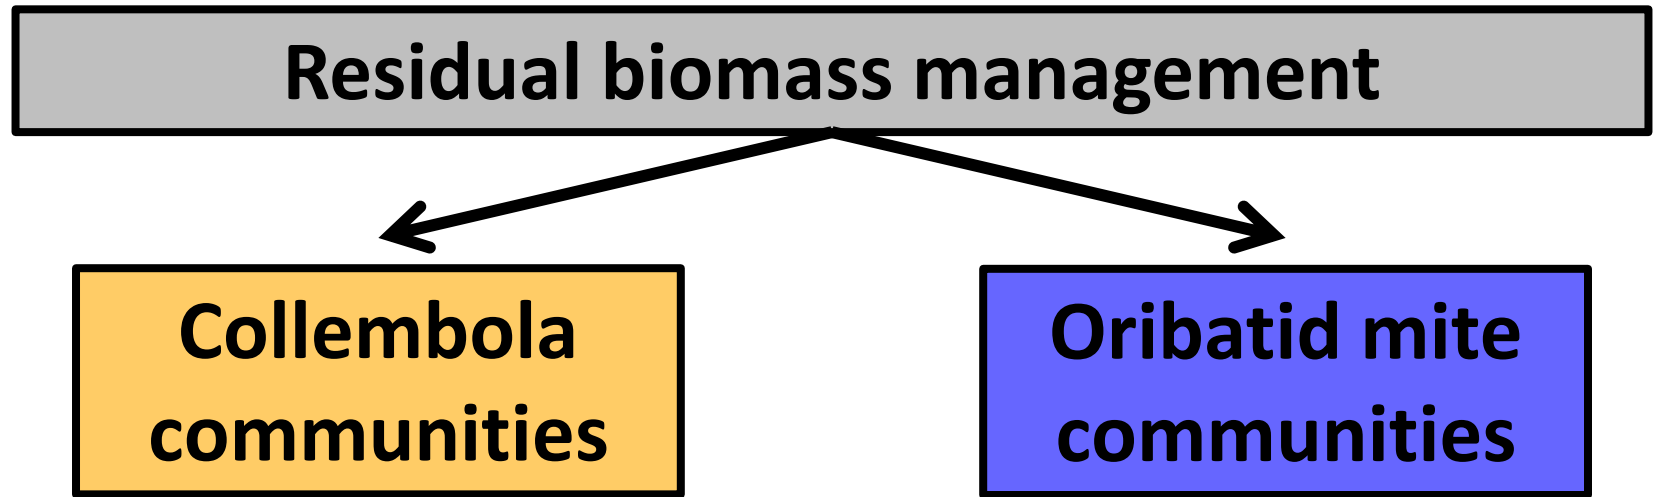 Residual biomass management
Collembola
communities
Oribatid mite
communities